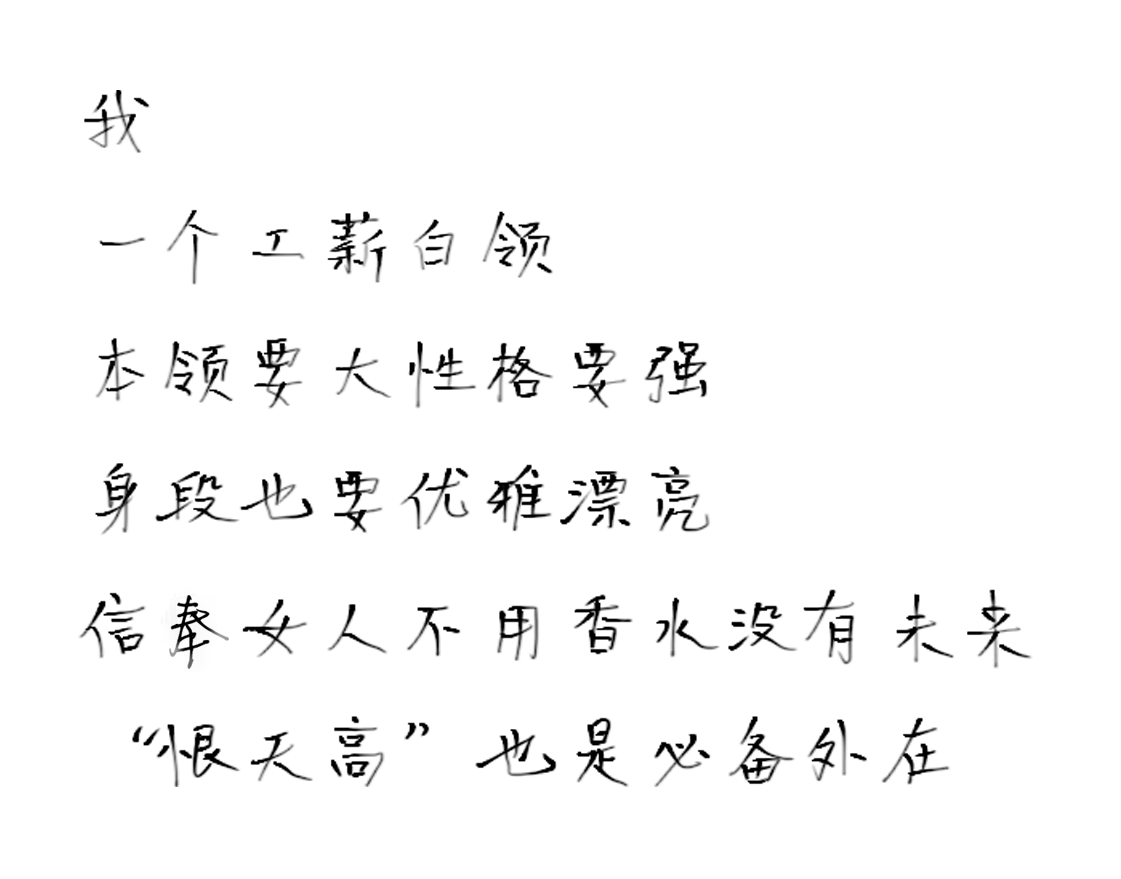 我
一个工薪白领
本领要大性格要强
身段也要优雅漂亮
信奉女人不用香水没有未来
“恨天高”也是必备外在